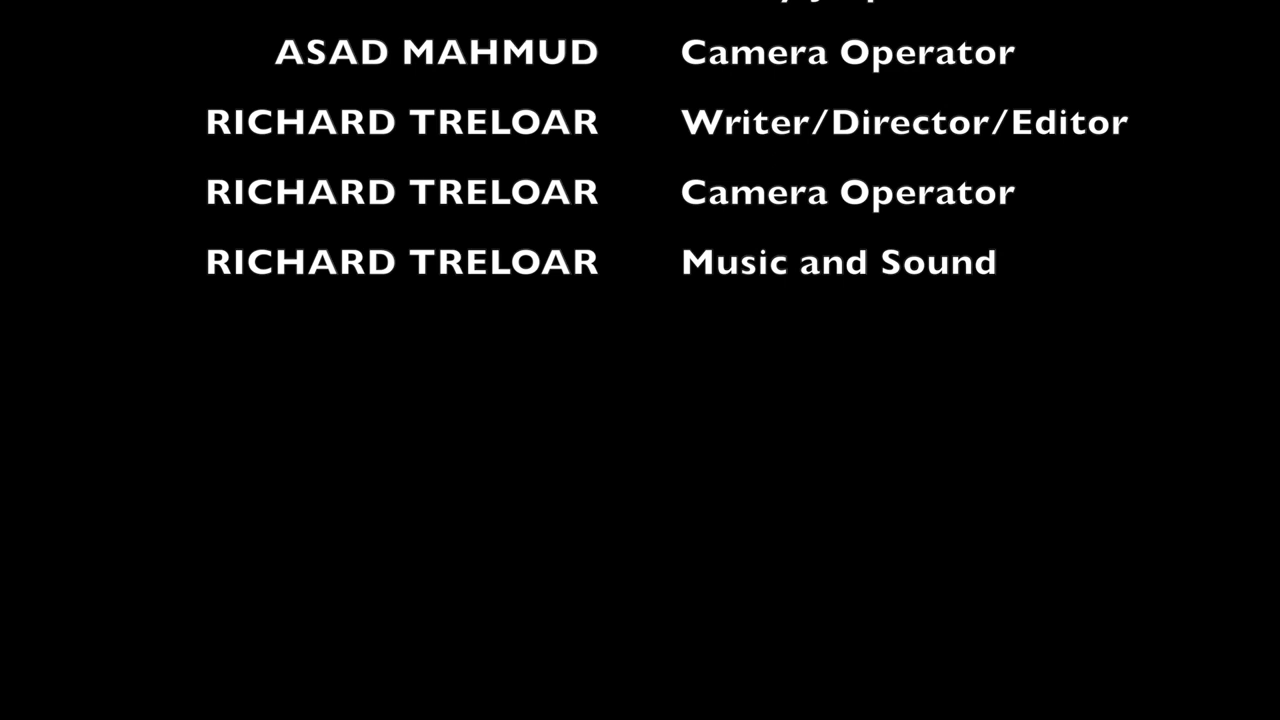 ASAD MAHMUD Camera Operator
RICHARD TRELOAR Writer/Director/Editor
RICHARD TRELOAR Camera Operator
RICHARD TRELOAR Music and Sound